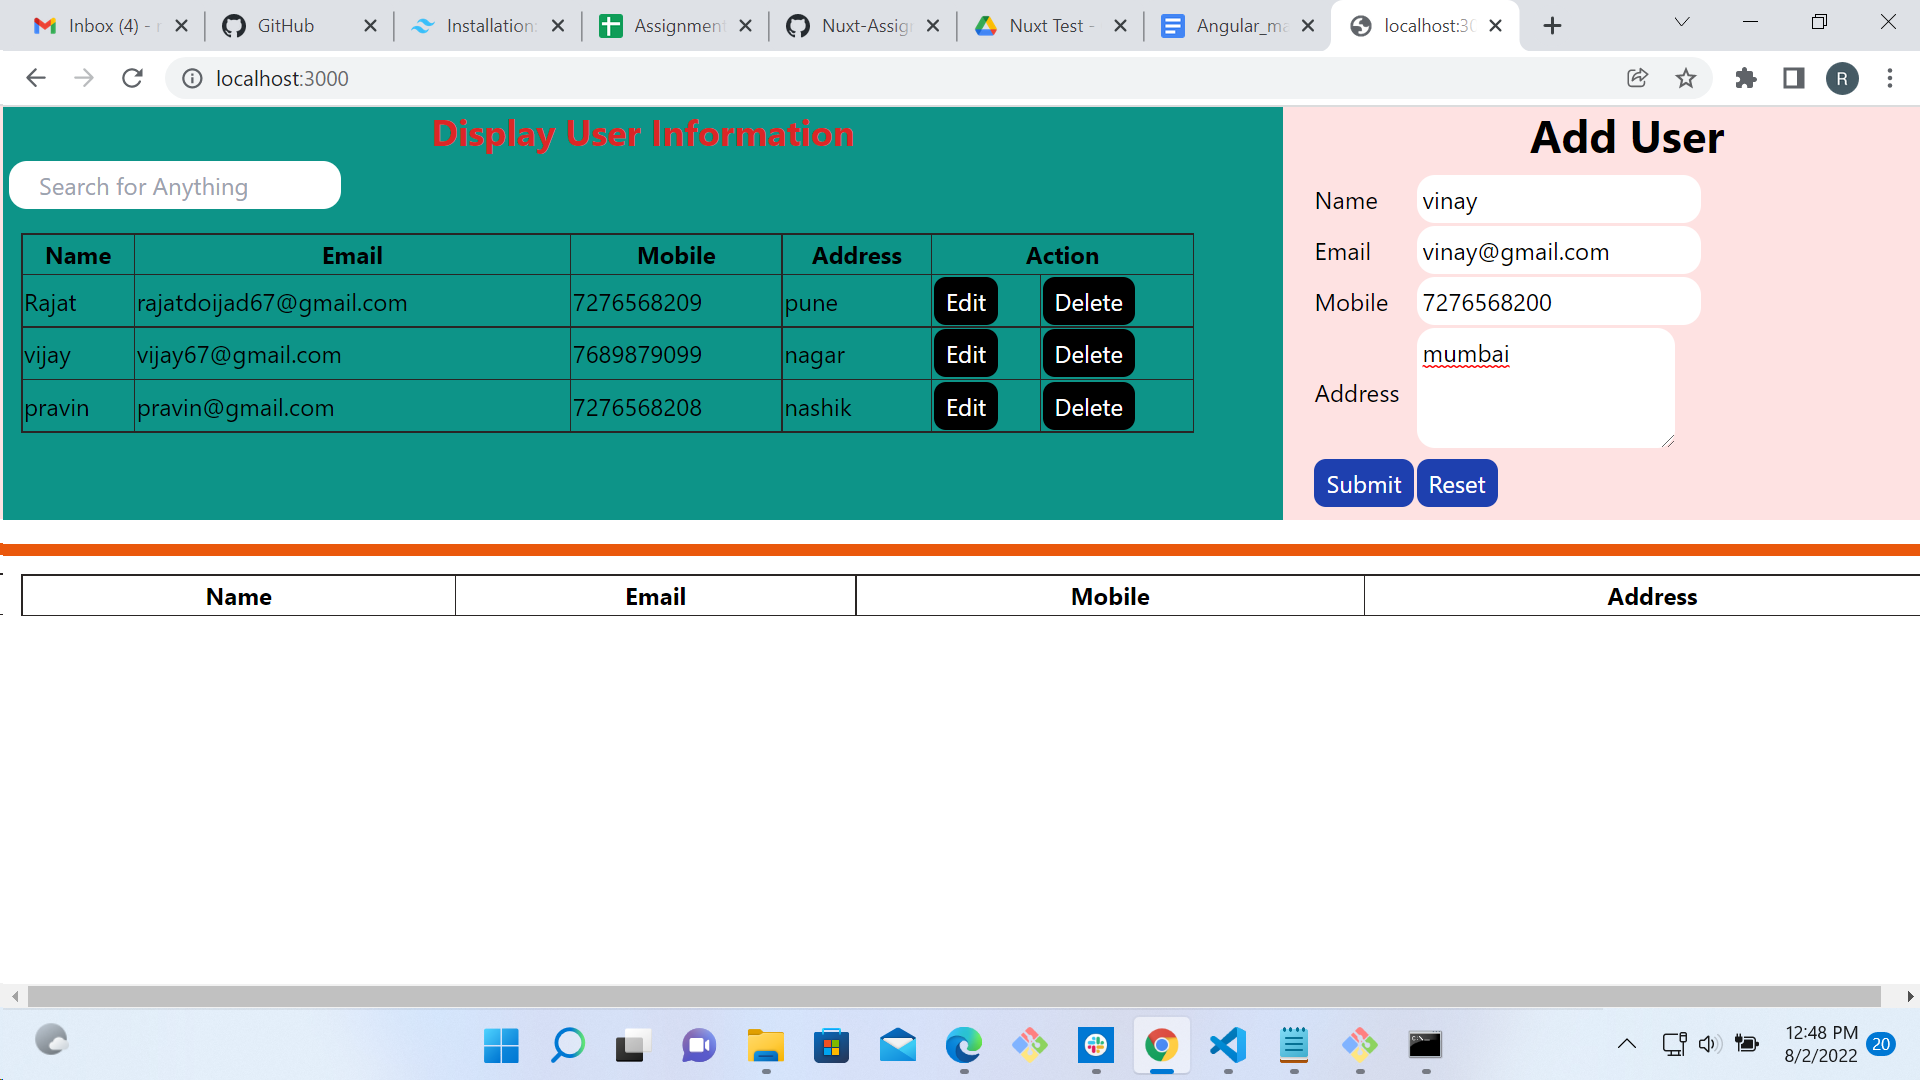 Inbox (4) - r
GitHub
Installation:
Assignment
Nuxt-Assig
Nuxt Test -
Angular_ma
localhost:30
localhost:3000
R
Display User Information
Search for Anything
Name Email Mobile Address Action
Rajat rajatdoijad67@gmail.com 7276568209 pune Edit Delete
vijay vijay67@gmail.com 7689879099 nagar Edit Delete
pravin pravin@gmail.com 7276568208 nashik Edit Delete
Add User
Name vinay
Email vinay@gmail.com
Mobile 7276568200
Address mumbai
Submit Reset
Name Email Mobile Address
12:48 PM
8/2/2022
20